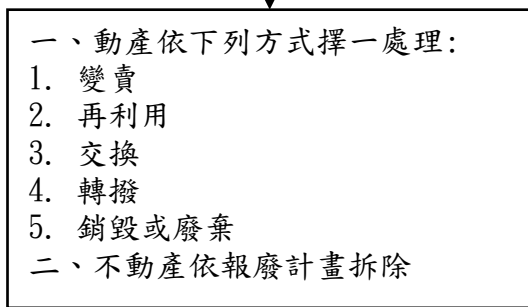 一、動產依下列方式擇一處理:
1. 變賣
2. 再利用
3. 交換
4. 轉撥
5. 銷毀或廢棄
二、不動產依報廢計畫拆除